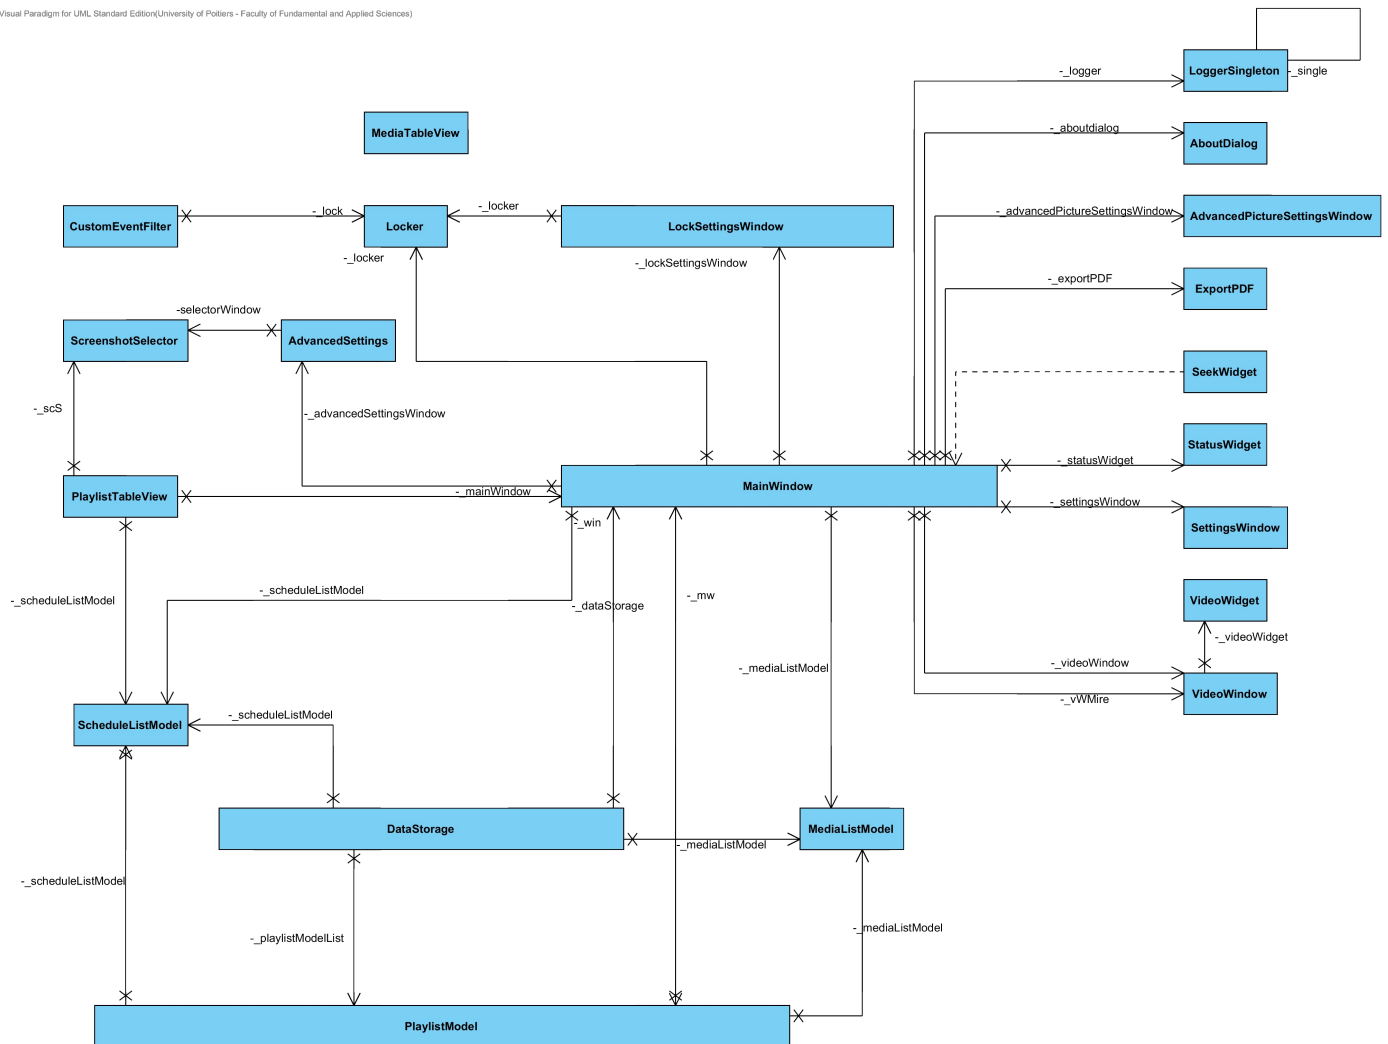 Visual Paradigm for UML Standard Edition(University of Poitiers - Faculty of Fundamental and Applied Sciences)
-_logger
LoggerSingleton
-_single
MediaTableView
-_aboutdialog
AboutDialog
CustomEventFilter
-_lock
Locker
-_locker
LockSettingsWindow
-_advancedPictureSettingsWindow
AdvancedPictureSettingsWindow
-_locker
-_lockSettingsWindow
-_exportPDF
ExportPDF
-selectorWindow
ScreenshotSelector
AdvancedSettings
SeekWidget
-_scS
-_advancedSettingsWindow
StatusWidget
-_statusWidget
PlaylistTableView
-_mainWindow
MainWindow
-_settingsWindow
SettingsWindow
-_win
-_scheduleListModel
-_scheduleListModel
-_dataStorage
-_mw
VideoWidget
-_videoWidget
-_mediaListModel
-_videoWindow
VideoWindow
-_vWMire
ScheduleListModel
-_scheduleListModel
DataStorage
MediaListModel
-_mediaListModel
-_scheduleListModel
-_playlistModelList
-_mediaListModel
PlaylistModel